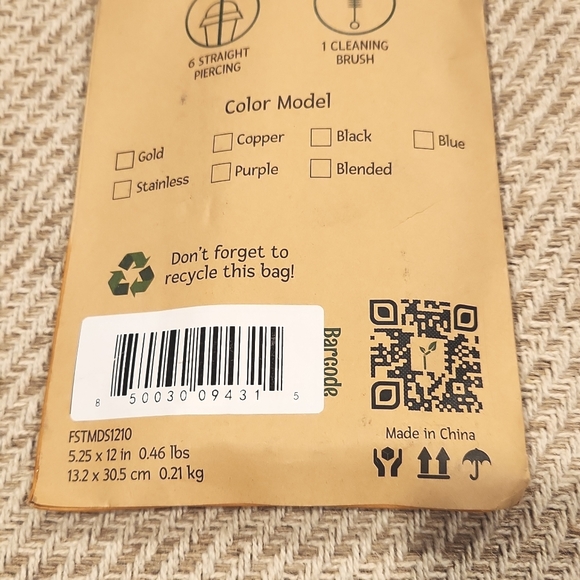 6 STRAIGHT
PIERCING
1 CLEANING
BRUSH
Color Model
Gold
Copper
Black
Blue
Stainless
Purple
Blended
Don't forget to
recycle this bag!
Barcode
8 50030 09431 5
FSTMDS1210
5.25 x 12 in 0.46 lbs
13.2 x 30.5 cm 0.21 kg
Made in China